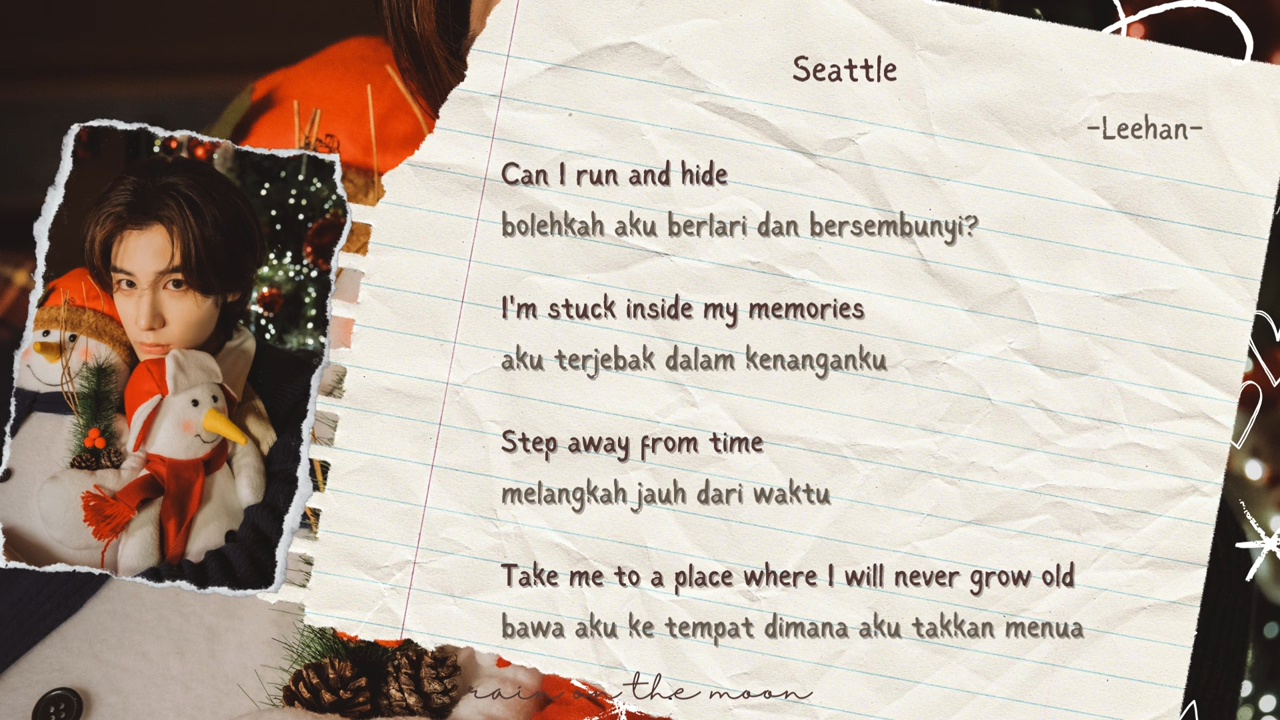 Seattle
-Leehan-
Can I run and hide
bolehkah aku berlari dan bersembunyi?
I'm stuck inside my memories
aku terjebak dalam kenanganku
Step away from time
melangkah jauh dari waktu
Take me to a place where I will never grow old
bawa aku ke tempat dimana aku takkan menua
rain on the moon